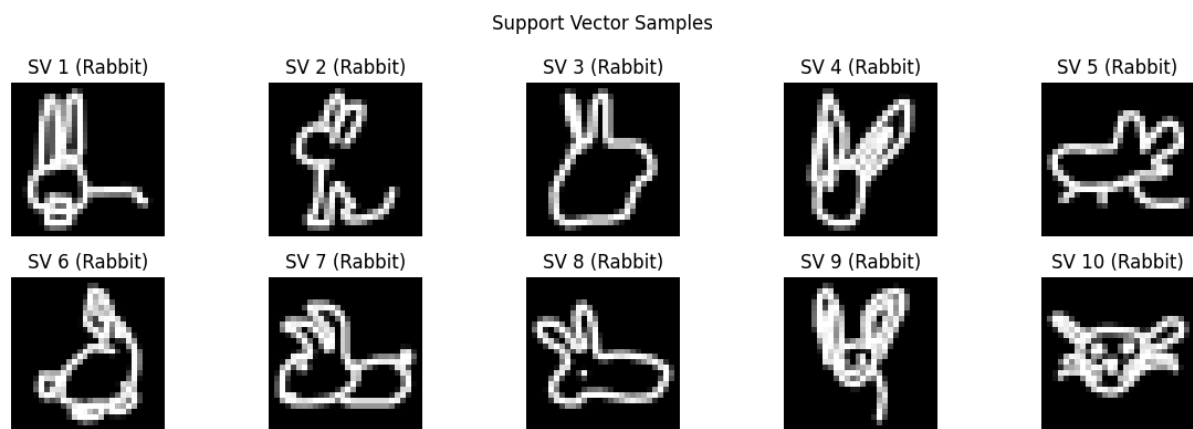 Support Vector Samples
SV 1 (Rabbit)
SV 2 (Rabbit)
SV 3 (Rabbit)
SV 4 (Rabbit)
SV 5 (Rabbit)
SV 6 (Rabbit)
SV 7 (Rabbit)
SV 8 (Rabbit)
SV 9 (Rabbit)
SV 10 (Rabbit)